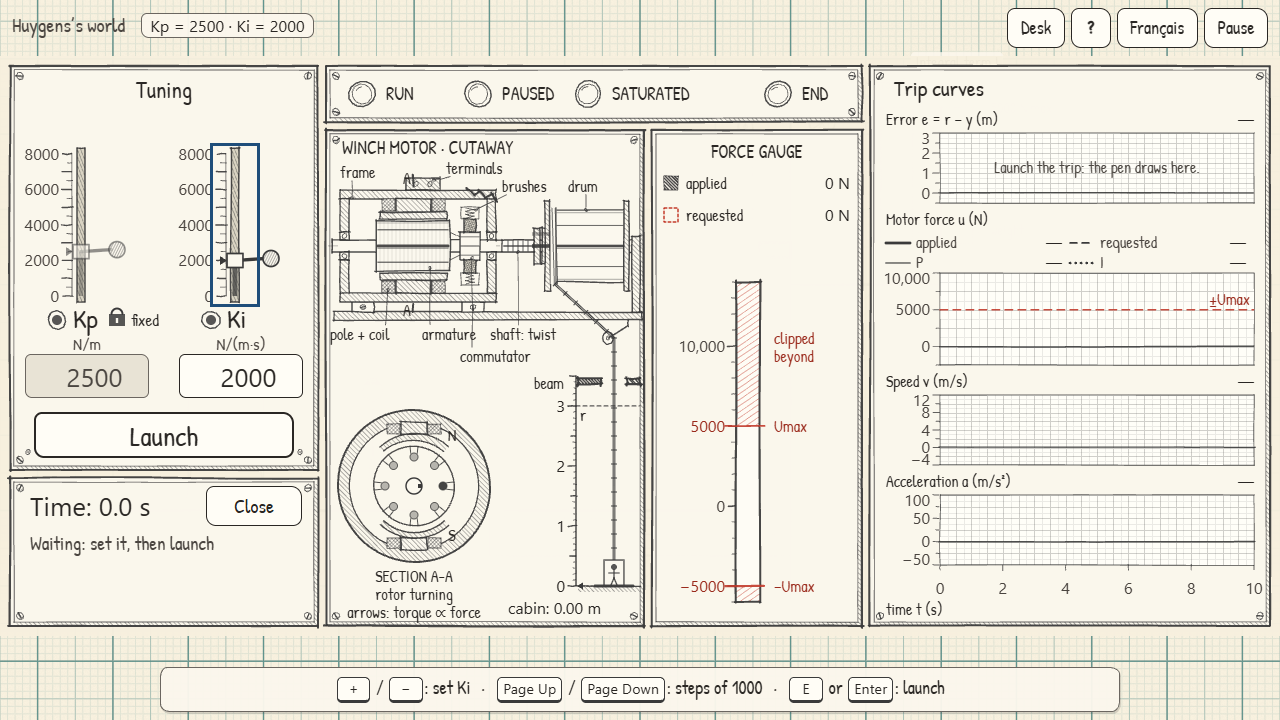 Huygens's world
Kp = 2500 · Ki = 2000
Desk
?
Français
Pause
Tuning
8000
6000
4000
2000
0
8000
6000
4000
2000
0
Kp
fixed
Ki
N/m
N/(m·s)
2500
2000
Launch
Time: 0.0 s
Close
Waiting: set it, then launch
RUN
PAUSED
SATURATED
END
WINCH MOTOR · CUTAWAY
frame
A
terminals
brushes
drum
A
pole + coil
armature
shaft: twist
commutator
beam
3
r
2
1
0
N
S
SECTION A–A
rotor turning
arrows: torque ∝ force
cabin: 0.00 m
FORCE GAUGE
applied
0 N
requested
0 N
10,000
clipped
beyond
5000
Umax
0
−5000
−Umax
Trip curves
Error e = r − y (m)
—
3
2
1
0
Launch the trip: the pen draws here.
Motor force u (N)
applied —
requested —
P —
I —
10,000
5000
0
±Umax
Speed v (m/s)
—
12
8
4
0
−4
Acceleration a (m/s²)
—
100
50
0
−50
0 2 4 6 8 10
time t (s)
+ / − : set Ki · Page Up / Page Down : steps of 1000 · E or Enter : launch